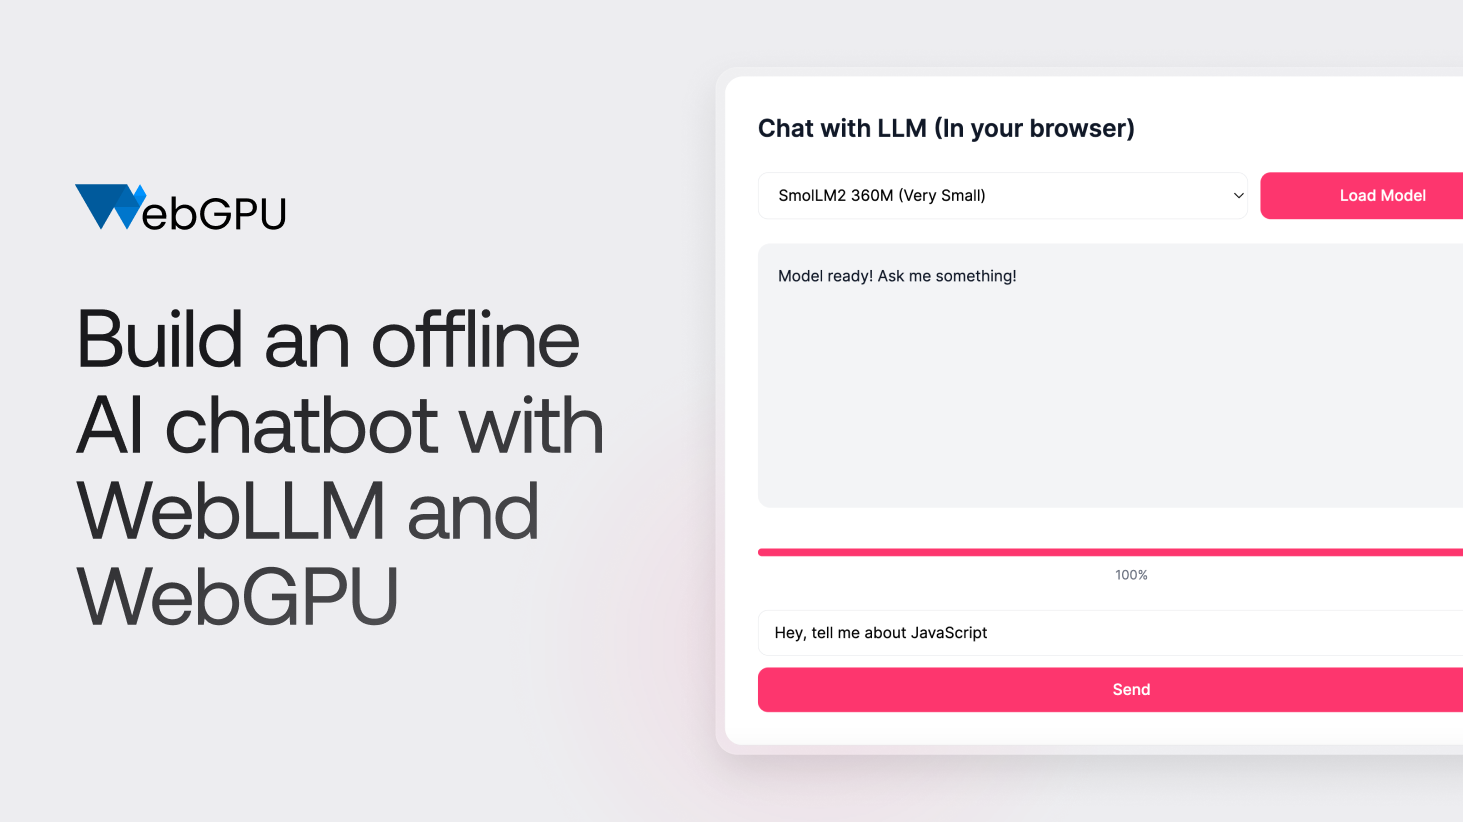 WebGPU
Build an offline
AI chatbot with
WebLLM and
WebGPU
Chat with LLM (In your browser)
SmolLM2 360M (Very Small)
Load Model
Model ready! Ask me something!
100%
Hey, tell me about JavaScript
Send